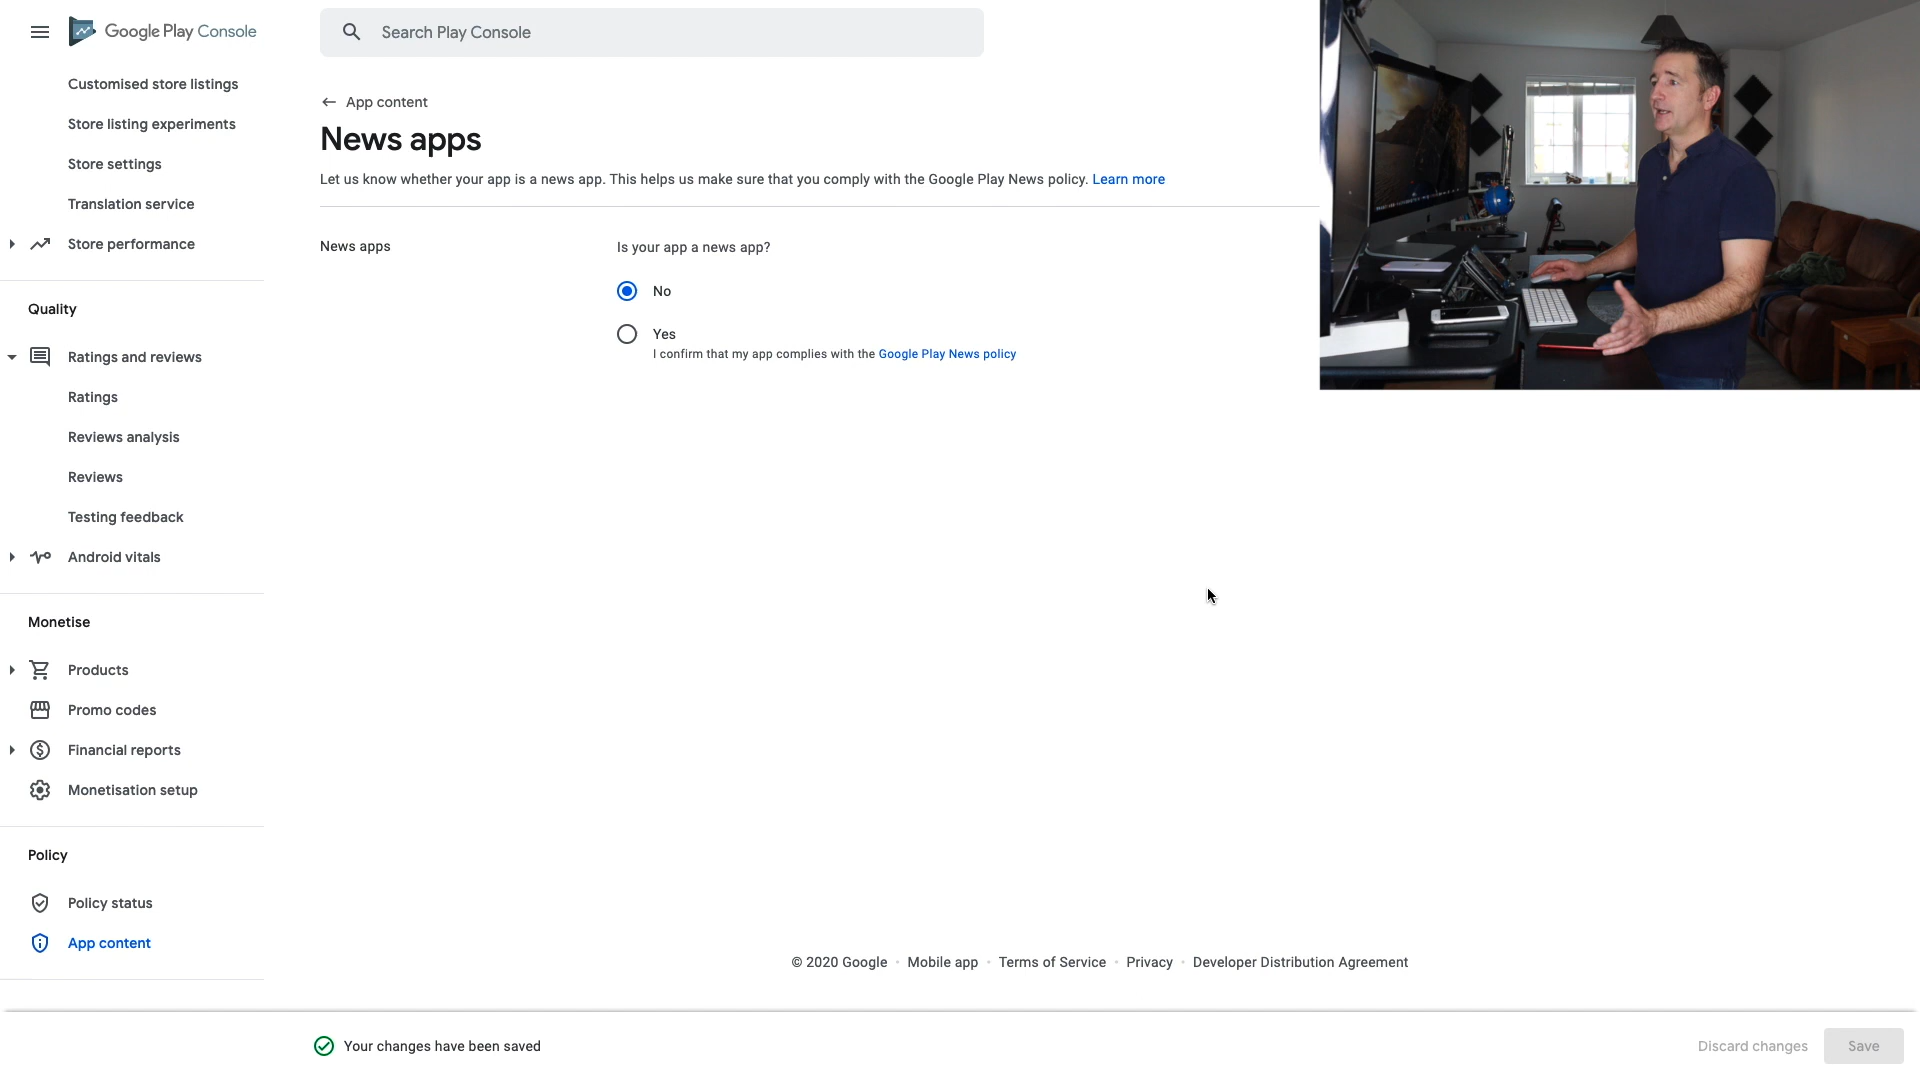 Google Play Console
Search Play Console
Customised store listings
Store listing experiments
Store settings
Translation service
Store performance
Quality
Ratings and reviews
Ratings
Reviews analysis
Reviews
Testing feedback
Android vitals
Monetise
Products
Promo codes
Financial reports
Monetisation setup
Policy
Policy status
App content
App content
News apps
Let us know whether your app is a news app. This helps us make sure that you comply with the Google Play News policy. Learn more
News apps
Is your app a news app?
No
Yes
I confirm that my app complies with the Google Play News policy
© 2020 Google · Mobile app · Terms of Service · Privacy · Developer Distribution Agreement
Your changes have been saved
Discard changes
Save